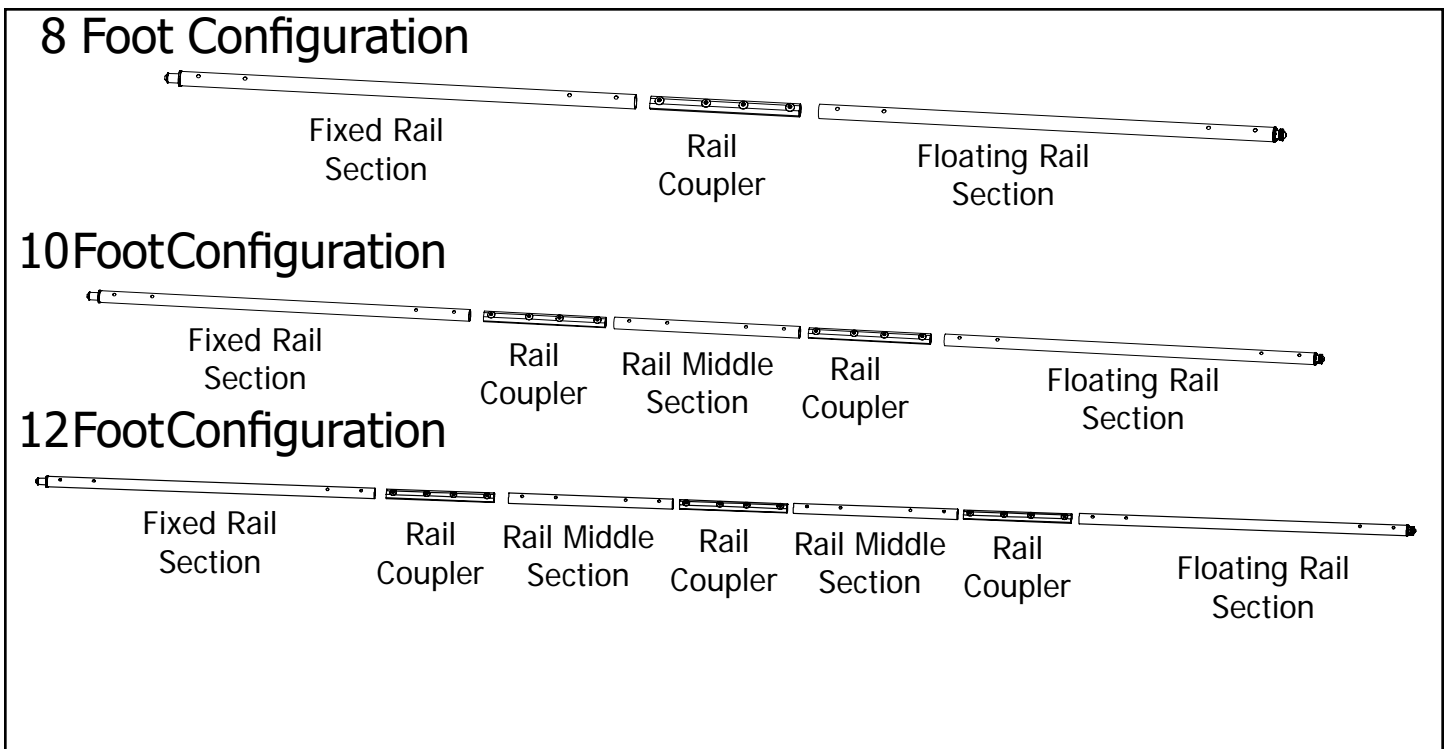 8 Foot Configuration
Fixed Rail
Section
Rail
Coupler
Floating Rail
Section
10FootConfiguration
Fixed Rail
Section
Rail
Coupler
Rail Middle
Section
Rail
Coupler
Floating Rail
Section
12FootConfiguration
Fixed Rail
Section
Rail
Coupler
Rail Middle
Section
Rail
Coupler
Rail Middle
Section
Rail
Coupler
Floating Rail
Section